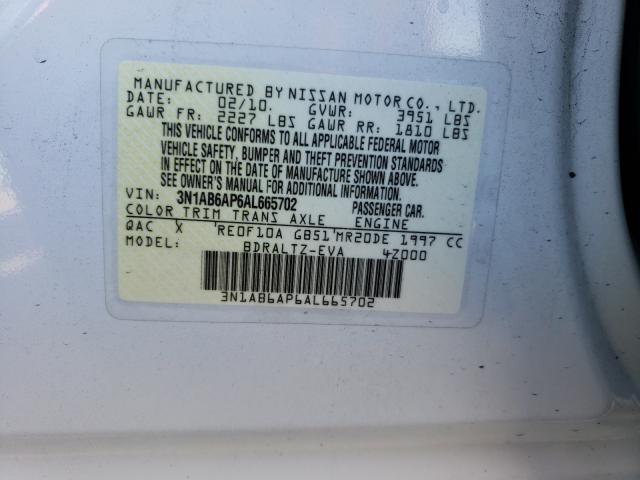 MANUFACTURED BY NISSAN MOTOR CO., LTD.
DATE: 02/10. GVWR: 3951 LBS
GAWR FR: 2227 LBS GAWR RR: 1810 LBS
THIS VEHICLE CONFORMS TO ALL APPLICABLE FEDERAL MOTOR
VEHICLE SAFETY, BUMPER AND THEFT PREVENTION STANDARDS
IN EFFECT ON THE DATE OF MANUFACTURE SHOWN ABOVE.
SEE OWNER'S MANUAL FOR ADDITIONAL INFORMATION.
VIN: 3N1AB6AP6AL665702 PASSENGER CAR.
COLOR TRIM TRANS AXLE ENGINE
QAC X RE0F10A GB51 MR20DE 1997 CC
MODEL: BDRALTZ-EVA 4Z000
3N1AB6AP6AL665702